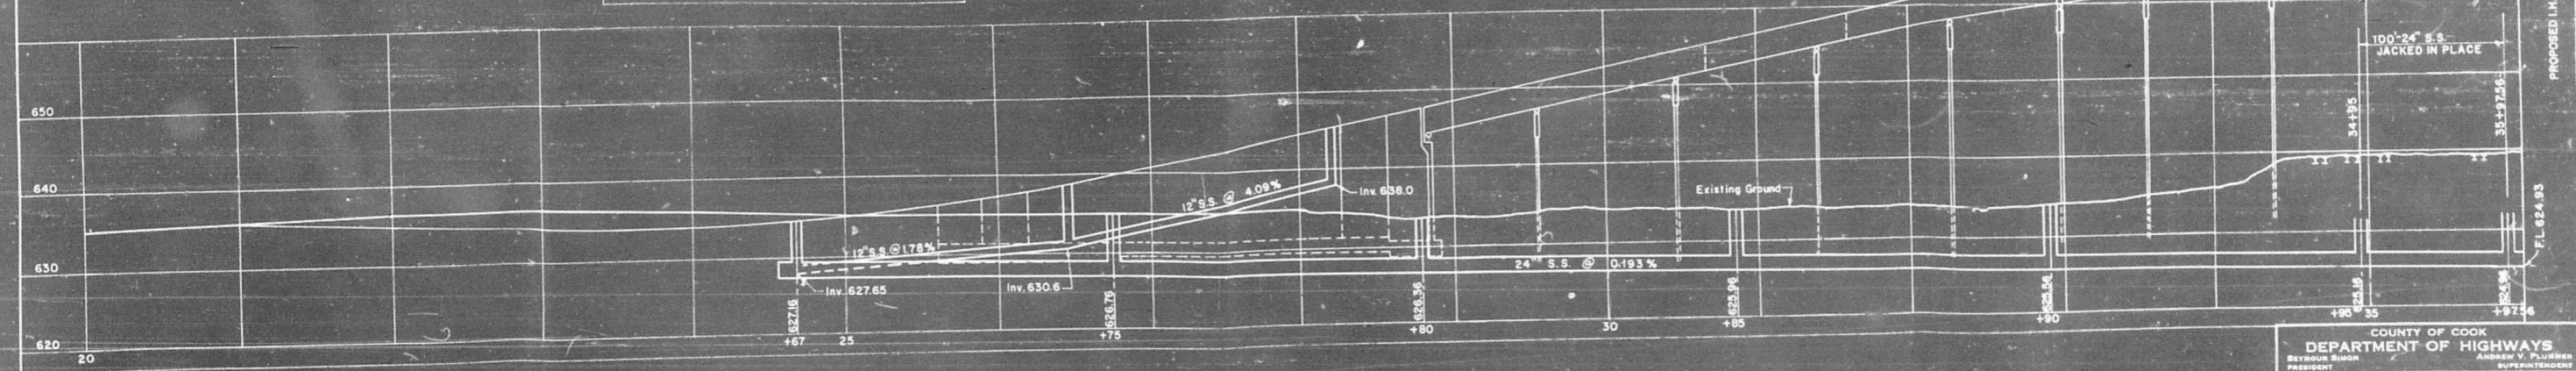 PROPOSED I.H.
100'-24" S.S.
JACKED IN PLACE
650
34+95
35+97.56
640
12" S.S. @ 4.09%
Inv. 638.0
Existing Ground
F.L. 624.93
12" S.S. @ 1.78%
630
24" S.S. @ 0.193%
Inv. 627.65
Inv. 630.6
627.16
626.76
626.36
625.96
625.56
625.16
624.96
620
20
+67
25
+75
+80
30
+85
+90
+95
35
+97.56
COUNTY OF COOK
DEPARTMENT OF HIGHWAYS
SEYMOUR SIMON
PRESIDENT
ANDREW V. PLUMMER
SUPERINTENDENT